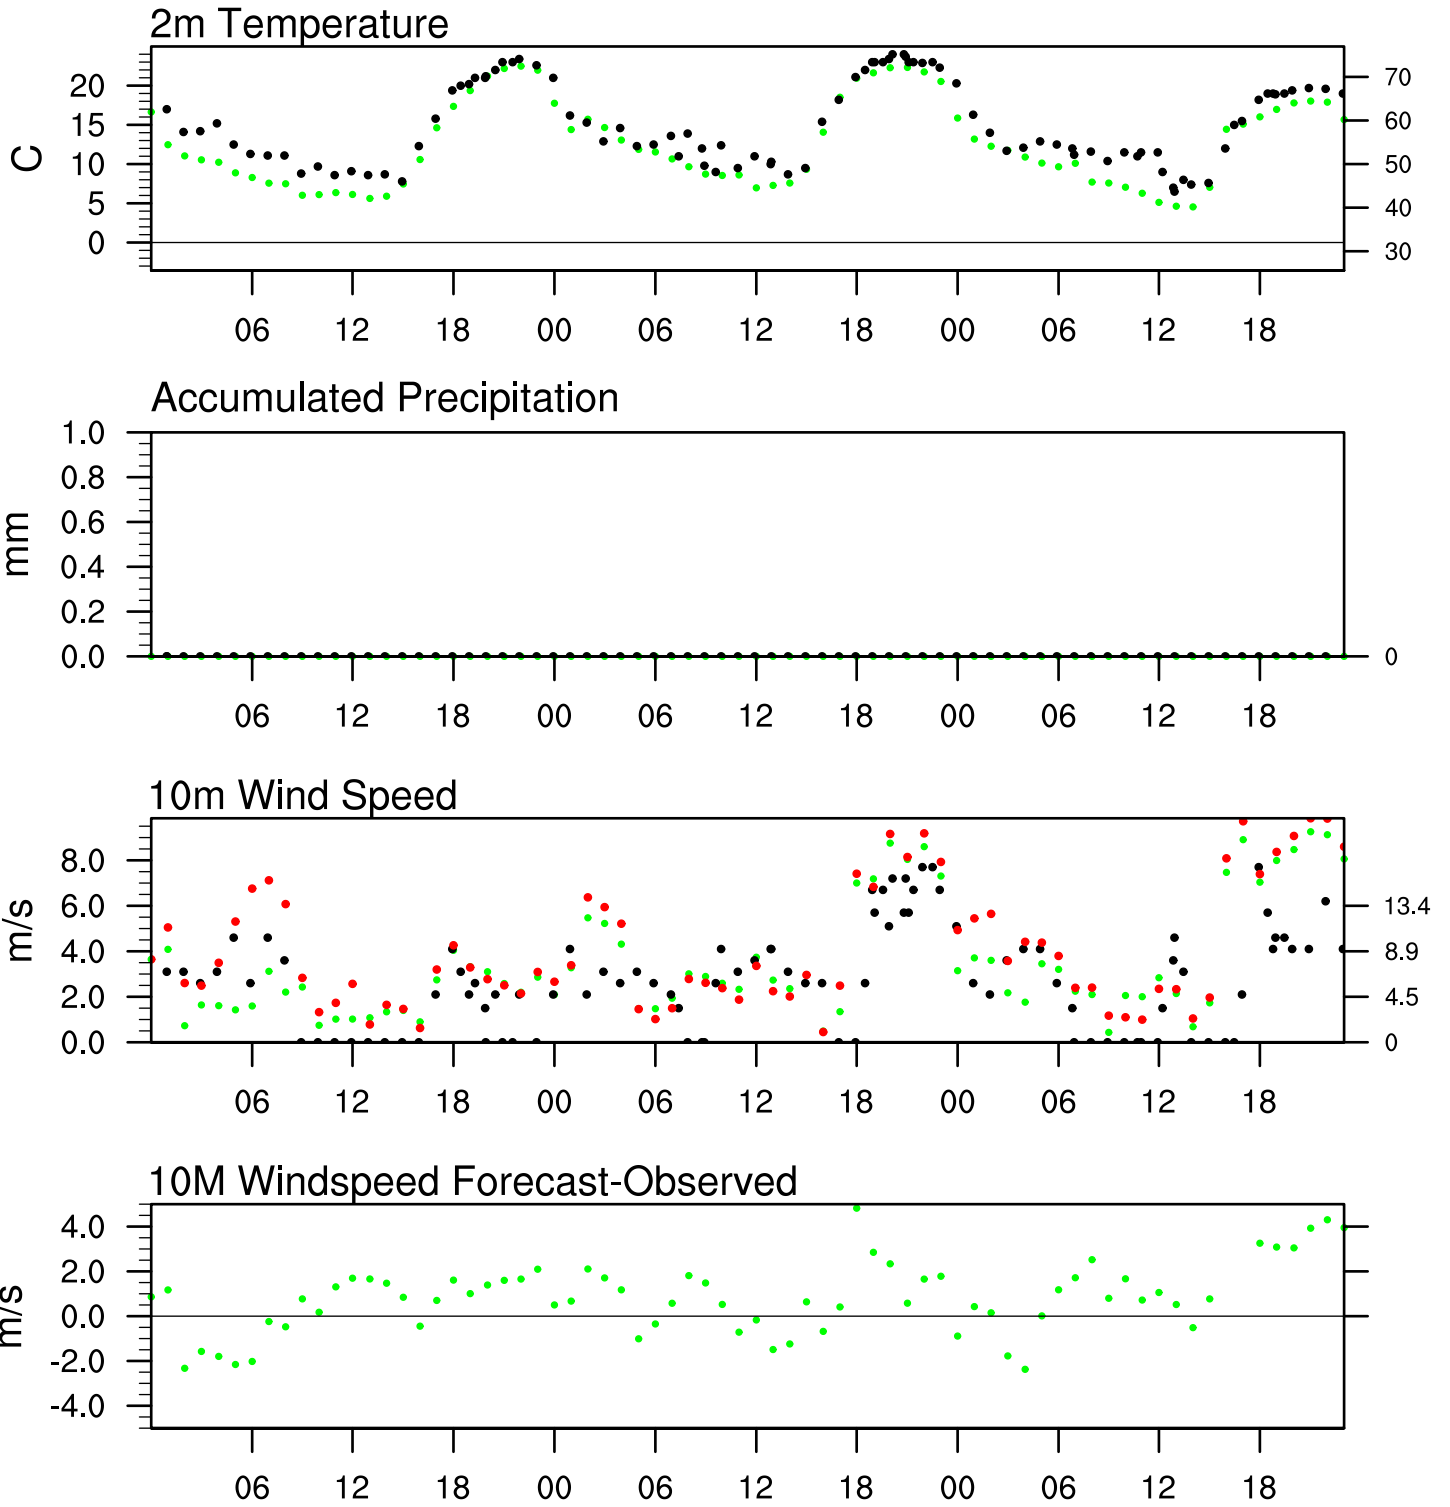 2m Temperature
C
20
15
10
5
0
70
60
50
40
30
06 12 18 00 06 12 18 00 06 12 18
Accumulated Precipitation
mm
1.0
0.8
0.6
0.4
0.2
0.0
0
06 12 18 00 06 12 18 00 06 12 18
10m Wind Speed
m/s
8.0
6.0
4.0
2.0
0.0
13.4
8.9
4.5
0
06 12 18 00 06 12 18 00 06 12 18
10M Windspeed Forecast-Observed
m/s
4.0
2.0
0.0
-2.0
-4.0
06 12 18 00 06 12 18 00 06 12 18